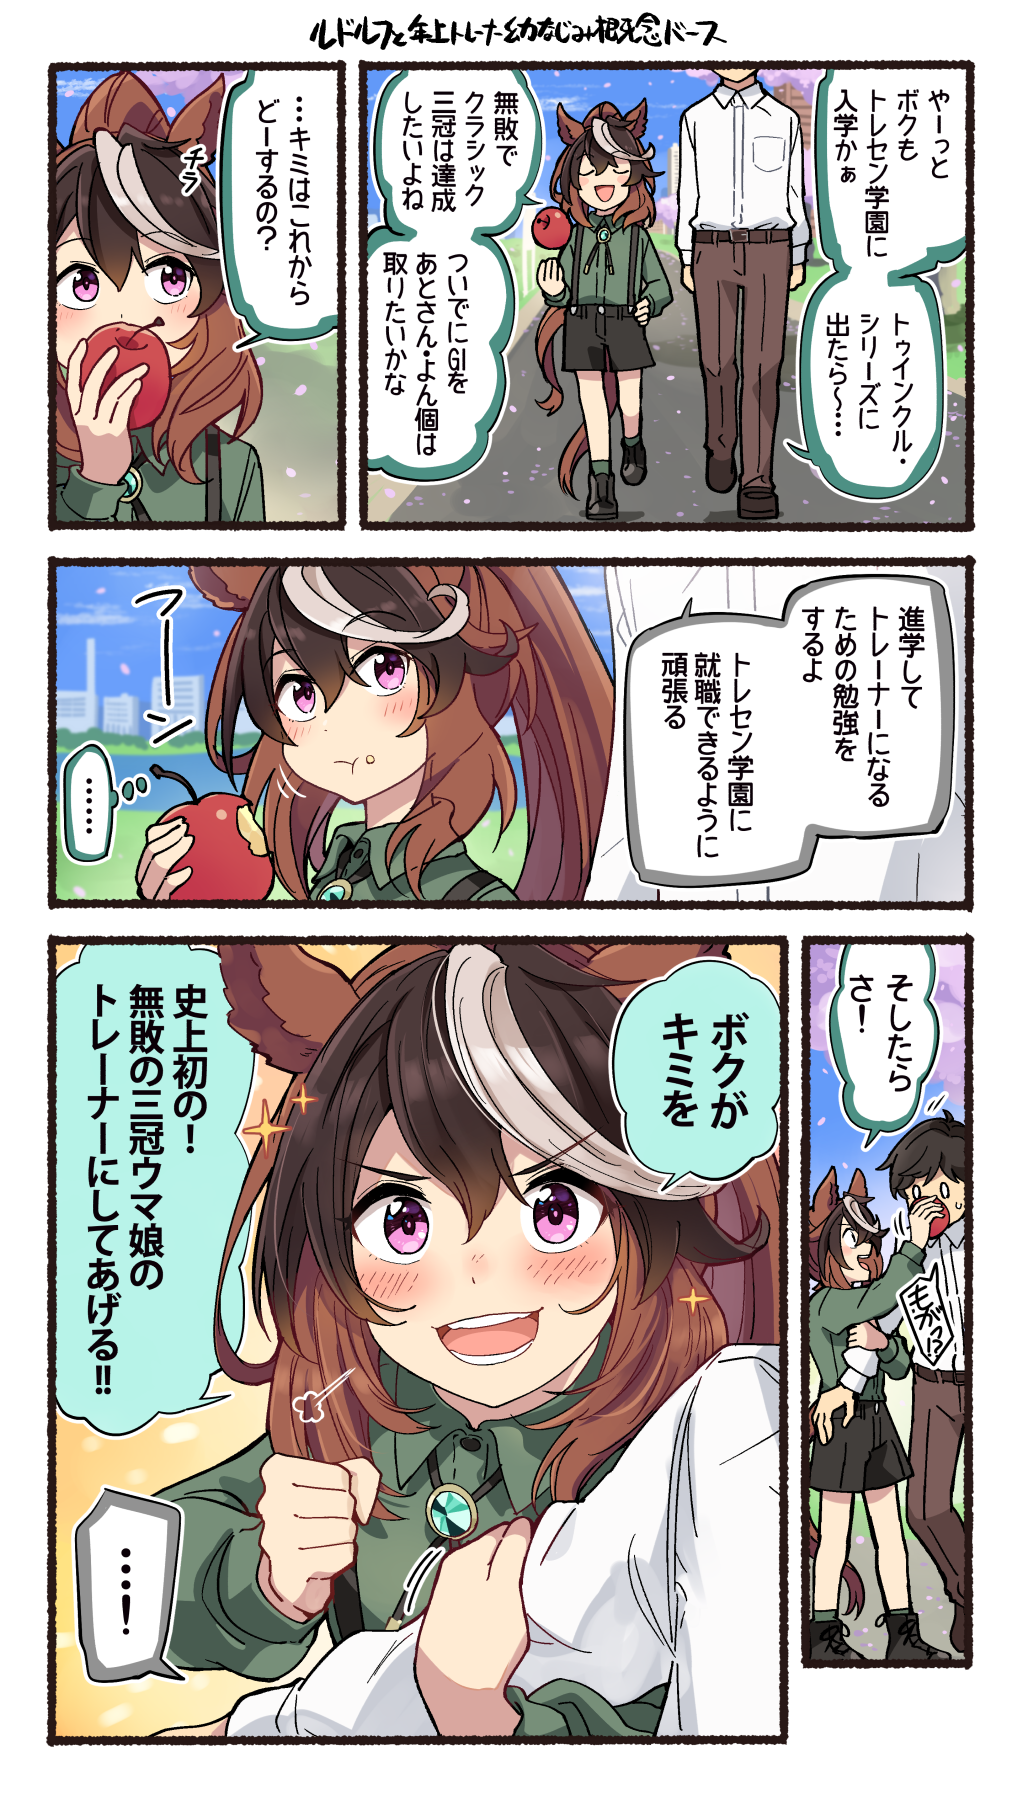 ルドルフと年上トレーナー幼なじみ概念バース
やーっと
ボクも
トレセン学園に
入学かぁ
トゥインクル・
シリーズに
出たら〜…
無敗で
クラシック
三冠は達成
したいよね
ついでにGIを
あとさん・よん個は
取りたいかな
…キミはこれから
どーするの?
チラ
進学して
トレーナーになる
ための勉強を
するよ
トレセン学園に
就職できるように
頑張る
フーン
……
そしたら
さ!
もがっ!?
ボクが
キミを
史上初の!
無敗の三冠ウマ娘の
トレーナーにしてあげる!!
…!